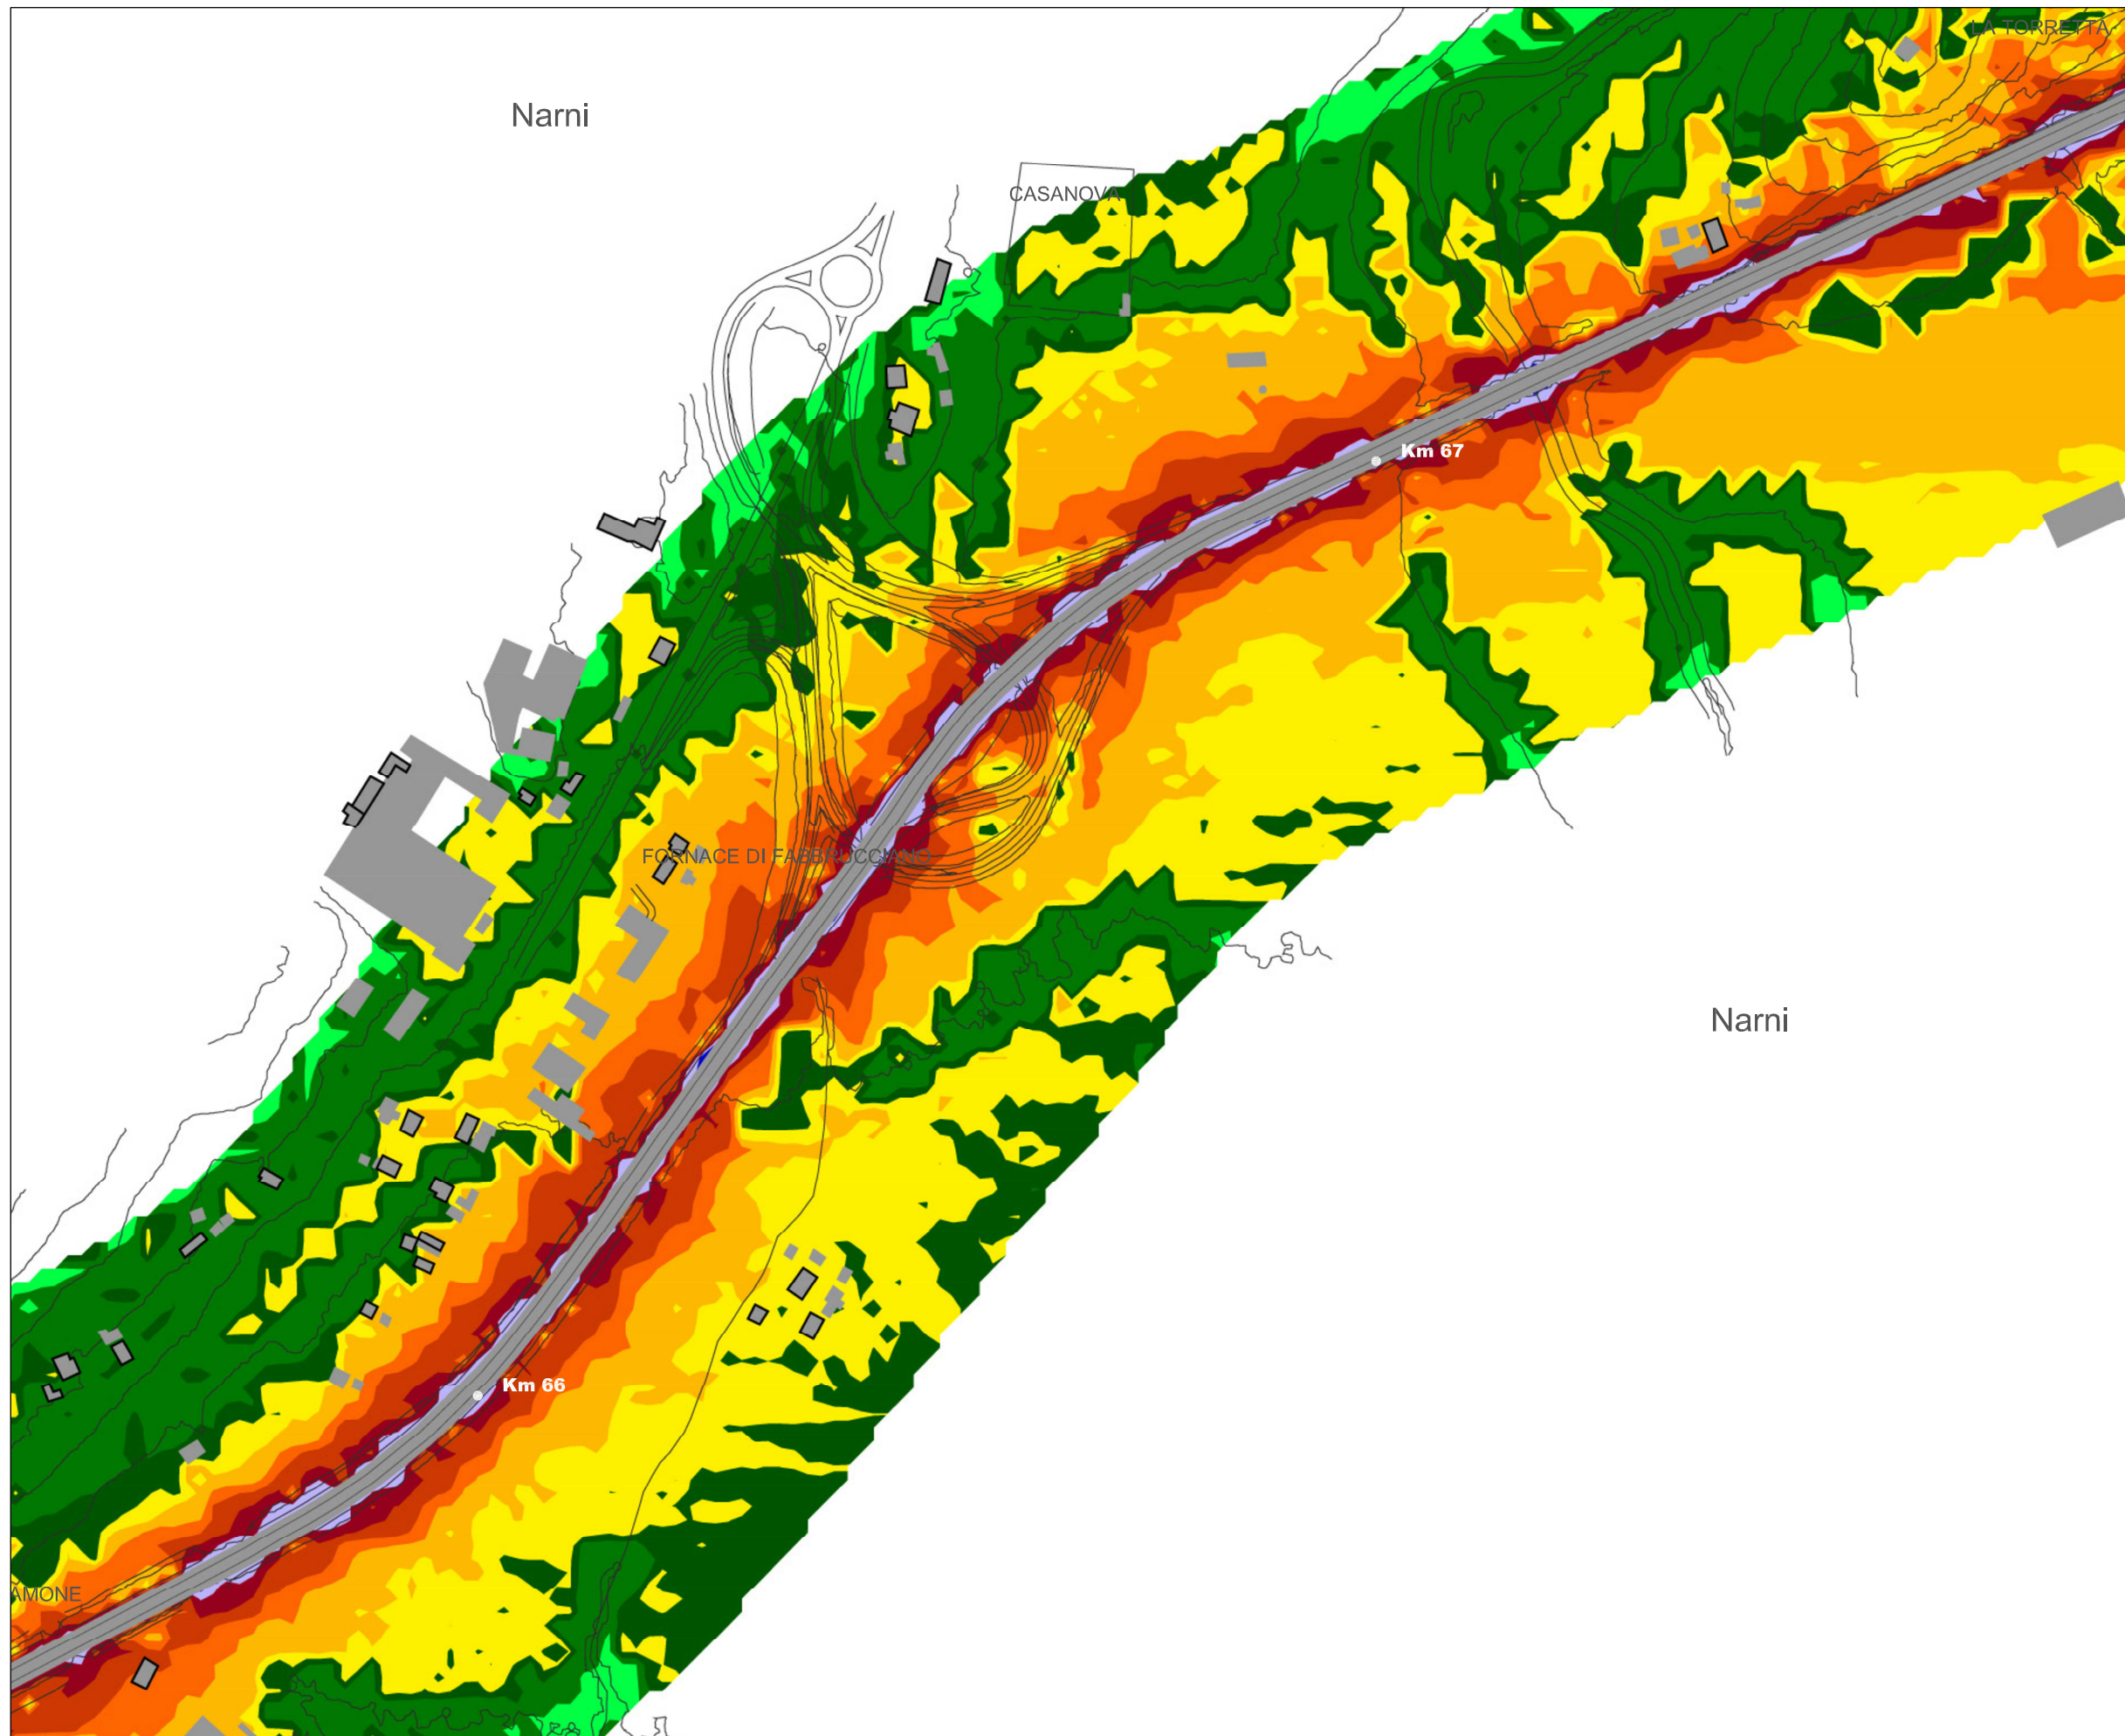 LA TORRETTA
Narni
CASANOVA
Km 67
FORNACE DI FABBRUCCIANO
Narni
Km 66
AMONE